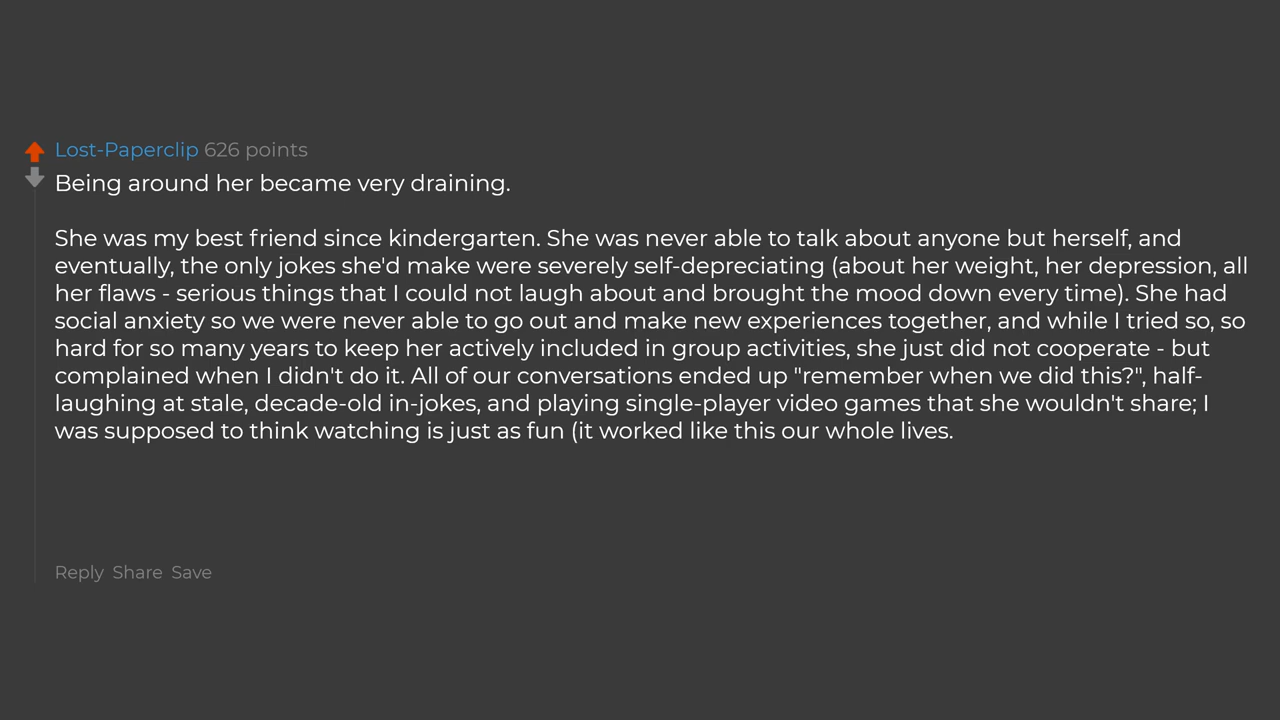 Lost-Paperclip 626 points
Being around her became very draining.
She was my best friend since kindergarten. She was never able to talk about anyone but herself, and
eventually, the only jokes she'd make were severely self-depreciating (about her weight, her depression, all
her flaws - serious things that I could not laugh about and brought the mood down every time). She had
social anxiety so we were never able to go out and make new experiences together, and while I tried so, so
hard for so many years to keep her actively included in group activities, she just did not cooperate - but
complained when I didn't do it. All of our conversations ended up "remember when we did this?", half-
laughing at stale, decade-old in-jokes, and playing single-player video games that she wouldn't share; I
was supposed to think watching is just as fun (it worked like this our whole lives.
Reply Share Save